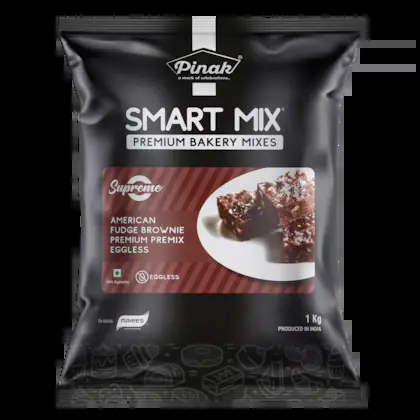 Pinak
a mark of celebrations..
SMART MIX®
PREMIUM BAKERY MIXES
Supreme
AMERICAN
FUDGE BROWNIE
PREMIUM PREMIX
EGGLESS
EGGLESS
1 Kg
PRODUCED IN INDIA